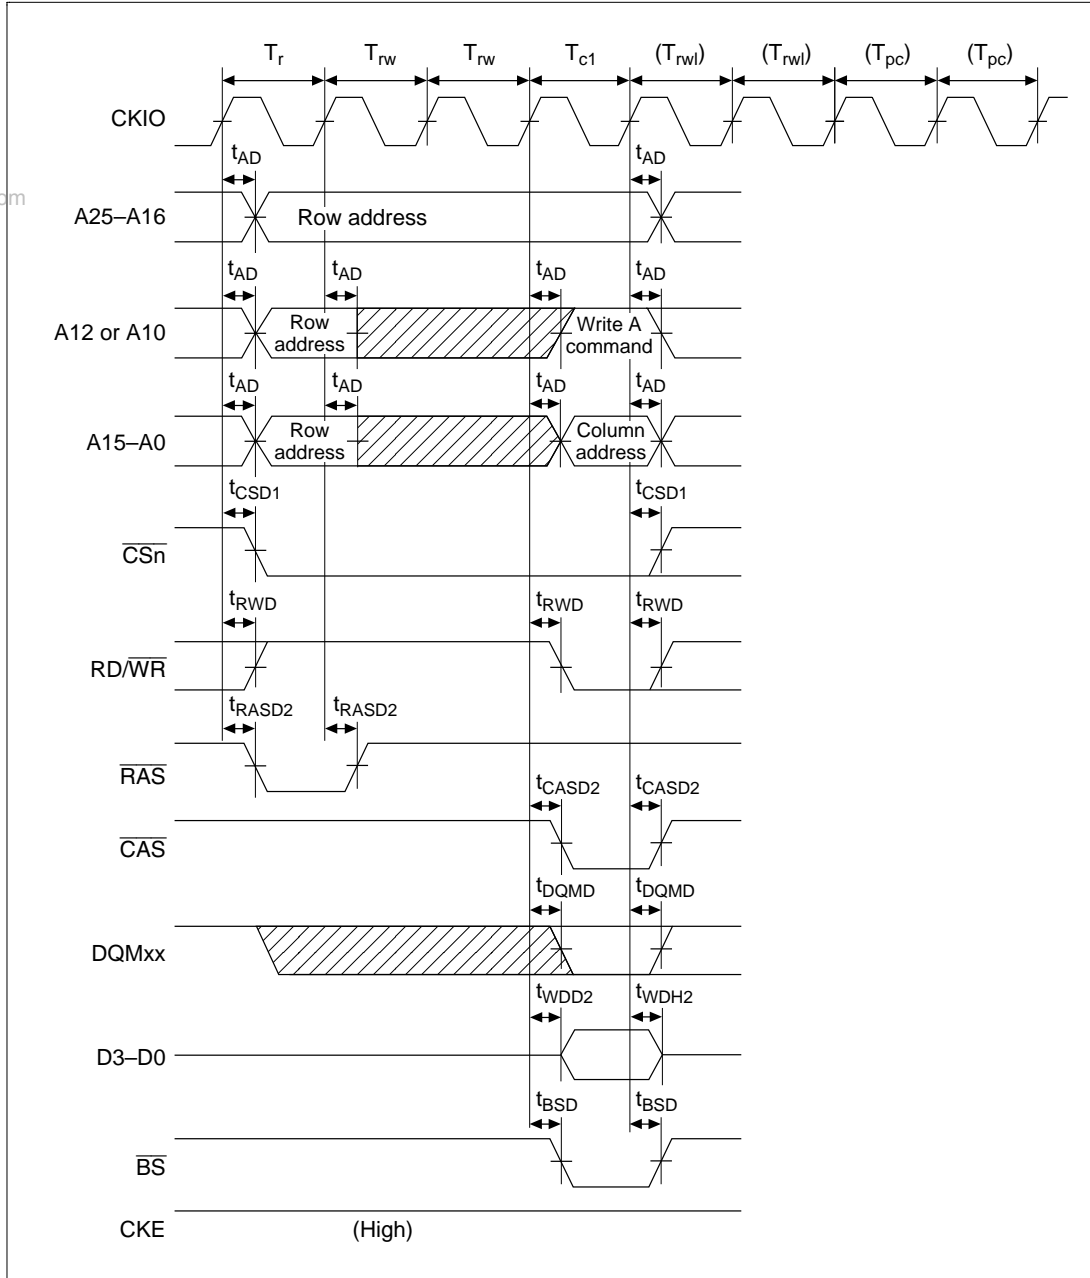 Tr Trw Trw Tc1 (Trwl) (Trwl) (Tpc) (Tpc)
CKIO
tAD tAD
om
A25–A16 Row address
tAD tAD tAD tAD
A12 or A10 Row address Write A command
tAD tAD tAD tAD
A15–A0 Row address Column address
tCSD1 tCSD1
CSn
tRWD tRWD tRWD
RD/WR
tRASD2 tRASD2
RAS
tCASD2 tCASD2
CAS
tDQMD tDQMD
DQMxx
tWDD2 tWDH2
D3–D0
tBSD tBSD
BS
CKE (High)